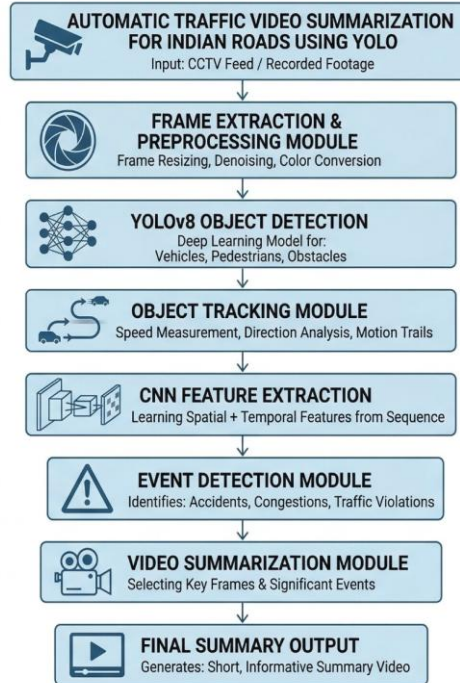 AUTOMATIC TRAFFIC VIDEO SUMMARIZATION
FOR INDIAN ROADS USING YOLO
Input: CCTV Feed / Recorded Footage
FRAME EXTRACTION &
PREPROCESSING MODULE
Frame Resizing, Denoising, Color Conversion
YOLOv8 OBJECT DETECTION
Deep Learning Model for:
Vehicles, Pedestrians, Obstacles
OBJECT TRACKING MODULE
Speed Measurement, Direction Analysis, Motion Trails
CNN FEATURE EXTRACTION
Learning Spatial + Temporal Features from Sequence
EVENT DETECTION MODULE
Identifies: Accidents, Congestions, Traffic Violations
VIDEO SUMMARIZATION MODULE
Selecting Key Frames & Significant Events
FINAL SUMMARY OUTPUT
Generates: Short, Informative Summary Video